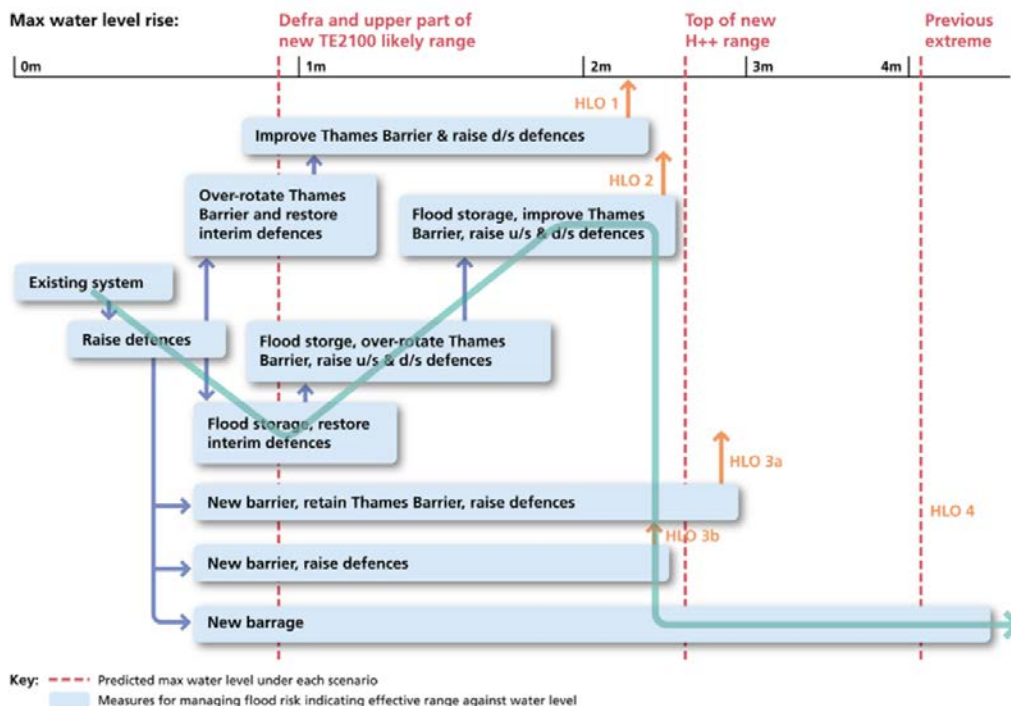 Max water level rise:
Defra and upper part of
new TE2100 likely range
Top of new
H++ range
Previous
extreme
0m
1m
2m
3m
4m
HLO 1
Improve Thames Barrier & raise d/s defences
HLO 2
Over-rotate Thames
Barrier and restore
interim defences
Flood storage, improve Thames
Barrier, raise u/s & d/s defences
Existing system
Raise defences
Flood storge, over-rotate Thames
Barrier, raise u/s & d/s defences
Flood storage, restore
interim defences
HLO 3a
New barrier, retain Thames Barrier, raise defences
HLO 4
HLO 3b
New barrier, raise defences
New barrage
Key:
Predicted max water level under each scenario
Measures for managing flood risk indicating effective range against water level